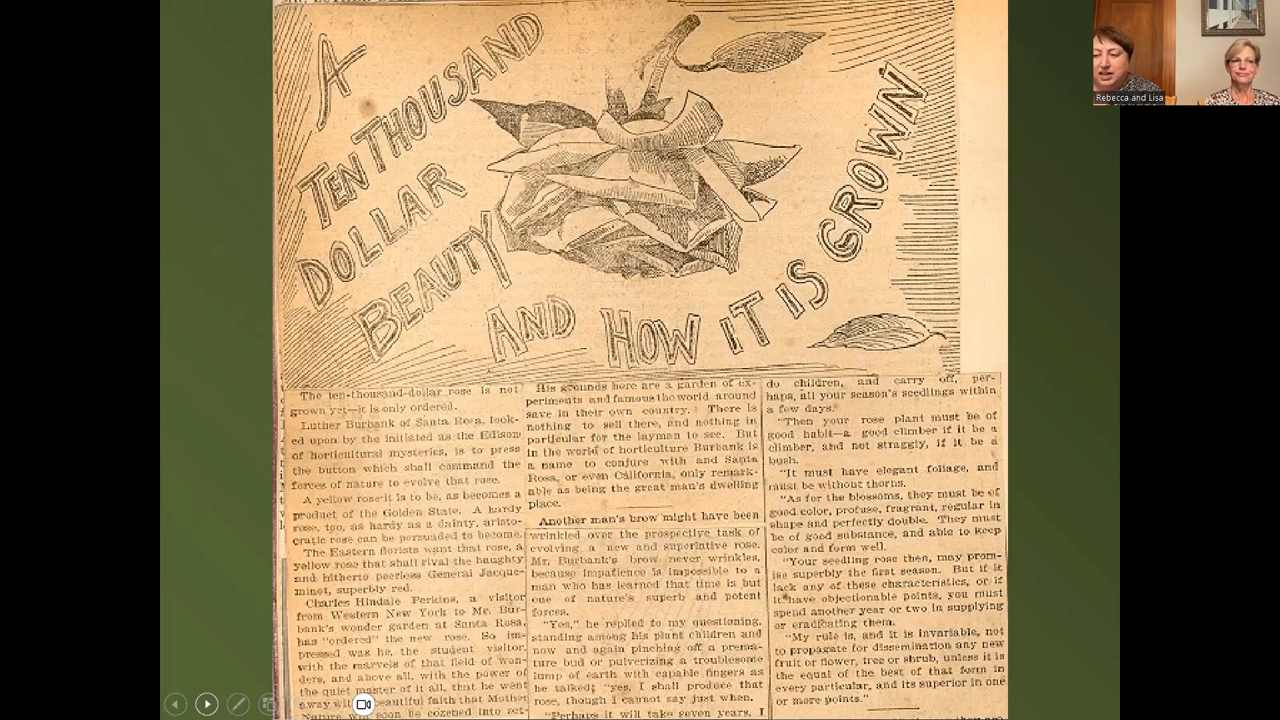 A
TEN THOUSAND
DOLLAR
BEAUTY
AND HOW IT IS GROWN
The ten-thousand-dollar rose is not
grown yet—it is only ordered.
Luther Burbank of Santa Rosa, look-
ed upon by the initiated as the Edison
of horticultural mysteries, is to press
the button which shall command the
forces of nature to evolve that rose.
A yellow rose it is to be, as becomes a
product of the Golden State. A hardy
rose, too, as hardy as a dainty, aristo-
cratic rose can be persuaded to become.
The Eastern florists want that rose, a
yellow rose that shall rival the haughty
and hitherto peerless General Jacque-
minot, superbly red.
Charles Hindale Perkins, a visitor
from Western New York to Mr. Bur-
bank's wonder garden at Santa Rosa,
has "ordered" the new rose. So im-
pressed was he, the student visitor,
with the marvels of that field of won-
ders, and above all, with the power of
the quiet master of it all, that he went
away with beautiful faith that Mother
Nature will soon be cozened into
His grounds here are a garden of ex-
periments and famous the world around
save in their own country. There is
nothing to sell there, and nothing in
particular for the layman to see. But
in the world of horticulture Burbank is
a name to conjure with and Santa
Rosa, or even California, only remark-
able as being the great man's dwelling
place.
Another man's brow might have been
wrinkled over the prospective task of
evolving a new and superlative rose.
Mr. Burbank's brow never wrinkles,
because impatience is impossible to a
man who has learned that time is but
one of nature's superb and potent
forces.
"Yes," he replied to my questioning,
standing among his plant children and
now and again pinching off a prema-
ture bud or pulverizing a troublesome
lump of earth with capable fingers as
he talked; "yes, I shall produce that
rose, though I cannot say just when.
"Perhaps it will take seven years. I
do children, and carry off, per-
haps, all your season's seedlings within
a few days.
"Then your rose plant must be of
good habit—a good climber if it be a
climber, and not straggly, if it be a
bush.
"It must have elegant foliage, and
must be without thorns.
"As for the blossoms, they must be of
good color, profuse, fragrant, regular in
shape and perfectly double. They must
be of good substance, and able to keep
color and form well.
"Your seedling rose then, may prom-
ise superbly the first season. But if it
lack any of these characteristics, or if
it have objectionable points, you must
spend another year or two in supplying
or eradicating them.
"My rule is, and it is invariable, not
to propagate for dissemination any new
fruit or flower, tree or shrub, unless it is
the equal of the best of that form in
every particular, and its superior in one
or more points."
Rebecca and Lisa